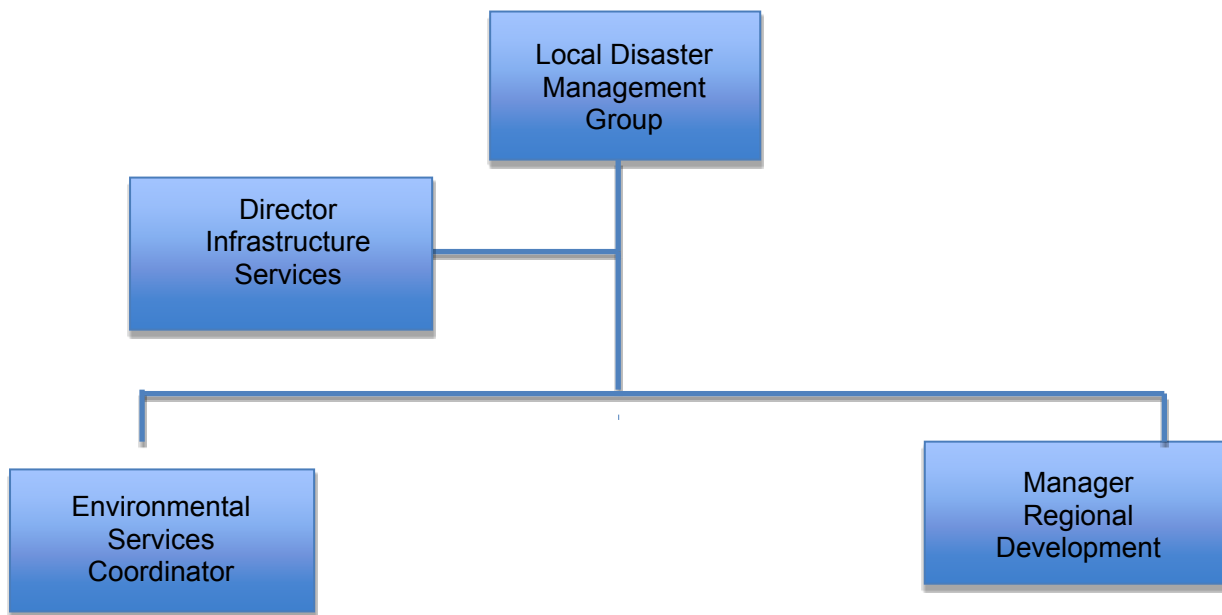 Local Disaster
Management
Group
Director
Infrastructure
Services
Environmental
Services
Coordinator
Manager
Regional
Development